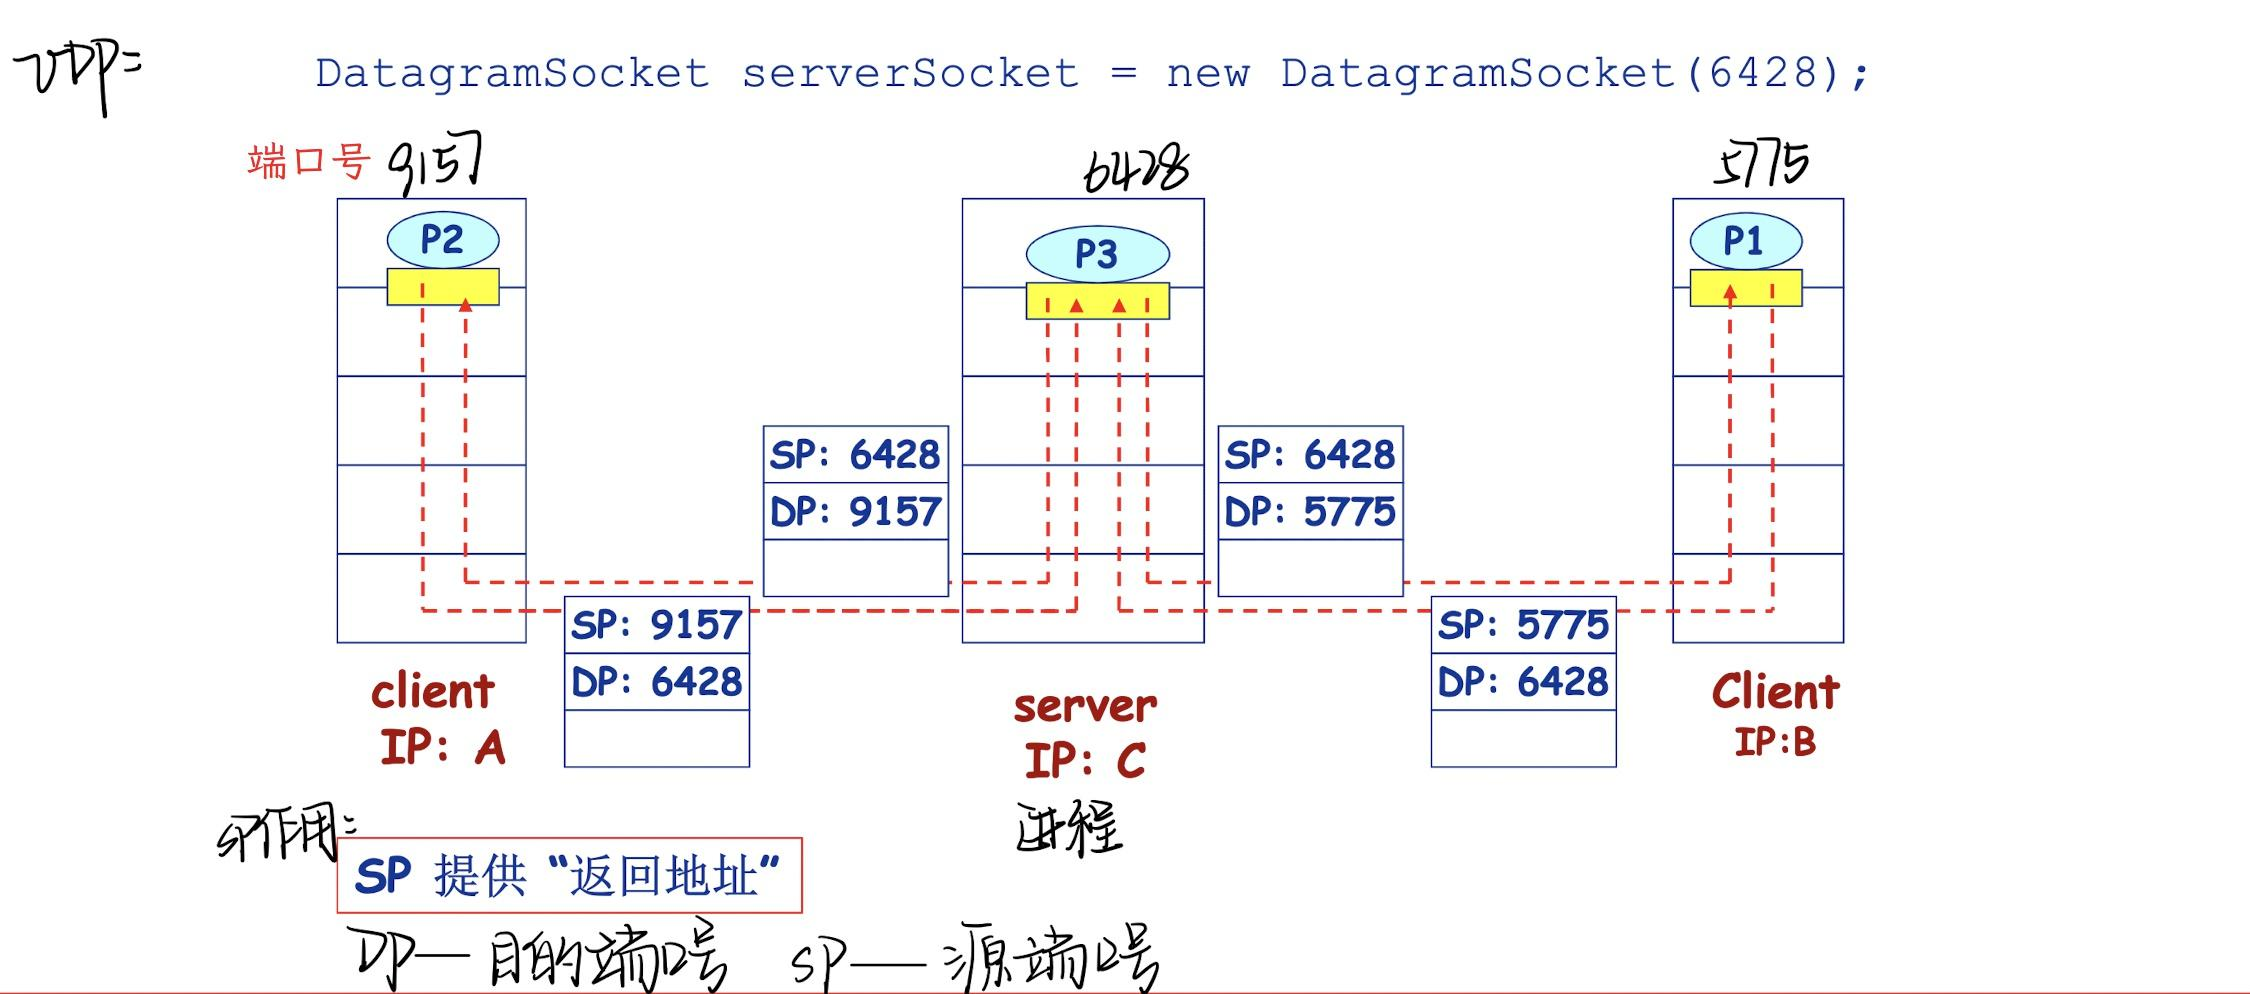 UDP:
DatagramSocket serverSocket = new DatagramSocket(6428);
端口号 9157
6428
5775
P2
P3
P1
SP: 6428
DP: 9157
SP: 6428
DP: 5775
SP: 9157
DP: 6428
SP: 5775
DP: 6428
client
IP: A
server
IP: C
Client
IP:B
进程
SP作用:
SP 提供 “返回地址”
DP— 目的端口号 SP— 源端口号